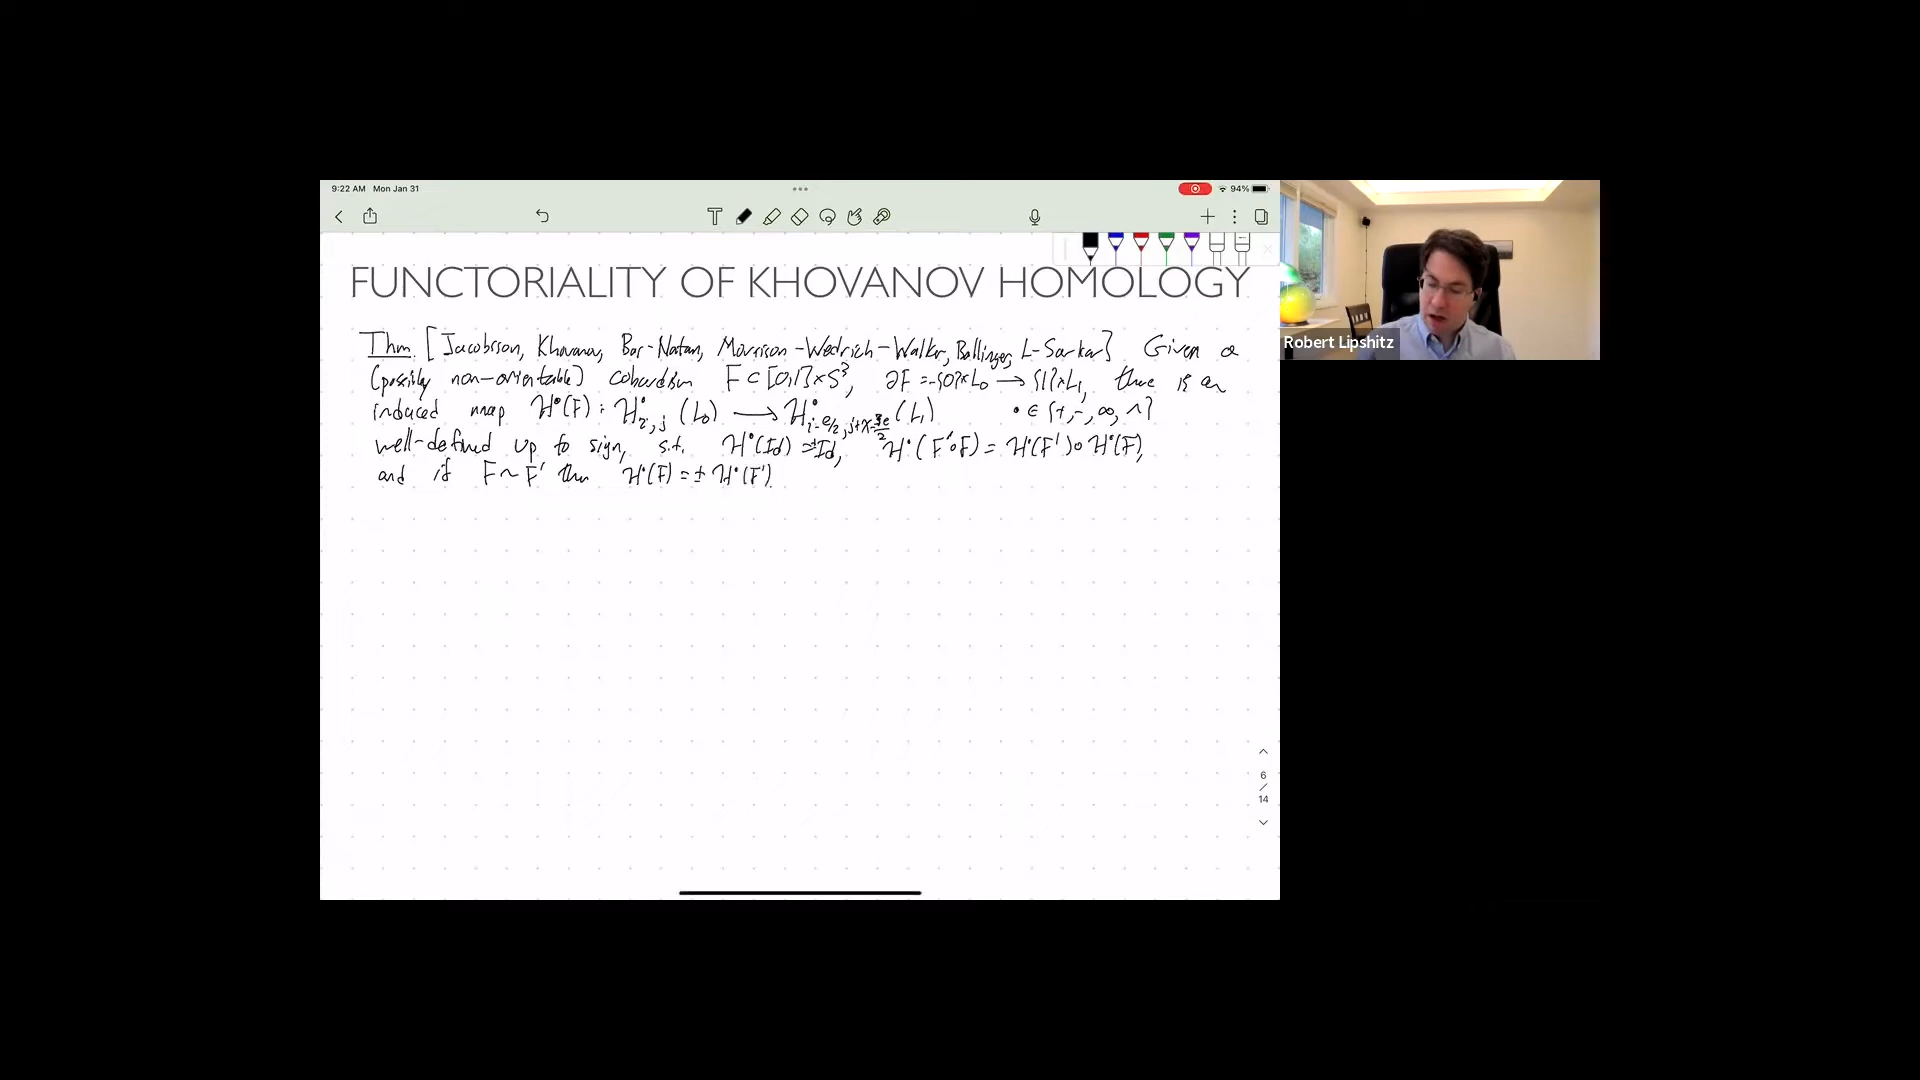 9:22 AM Mon Jan 31
94%
FUNCTORIALITY OF KHOVANOV HOMOLOGY
Thm [Jacobsson, Khovanov, Bar-Natan, Morrison-Wedrich-Walker, Ballinger, L-Sarkar] Given a
(possibly non-orientable) cobordism F ⊂ [0,1]×S³, ∂F = -{0}×L₀ → {1}×L₁, there is an
induced map H•(F) : H•_{i,j} (L₀) → H•_{i-e/2, j+χ-3e/2} (L₁) • ∈ {+,-,∞,^}
well-defined up to sign, s.t. H•(Id) = ±Id, H•(F'∘F) = H•(F')∘H•(F),
and if F ~ F' then H•(F) = ± H•(F').
Robert Lipshitz
6
/
14